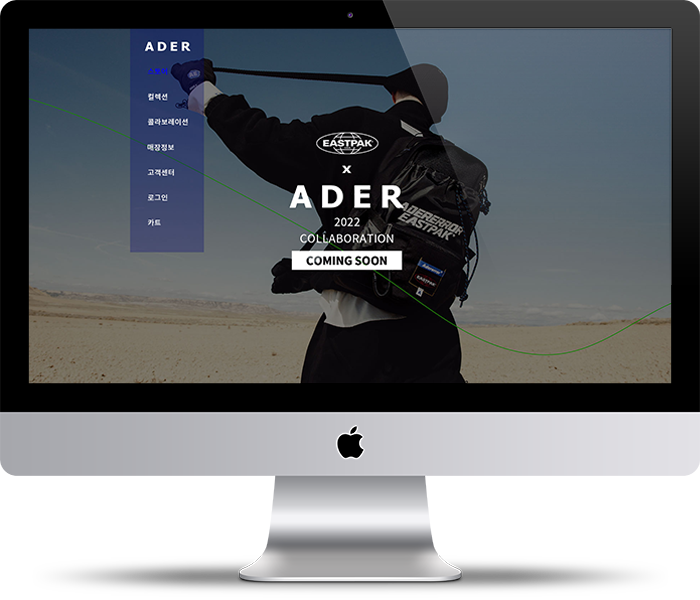 ADER
스토어
컬렉션
콜라보레이션
매장정보
고객센터
로그인
카트
EASTPAK
x
ADER
2022
COLLABORATION
COMING SOON
ADERERROR
EASTPAK
Adererror
EASTPAK